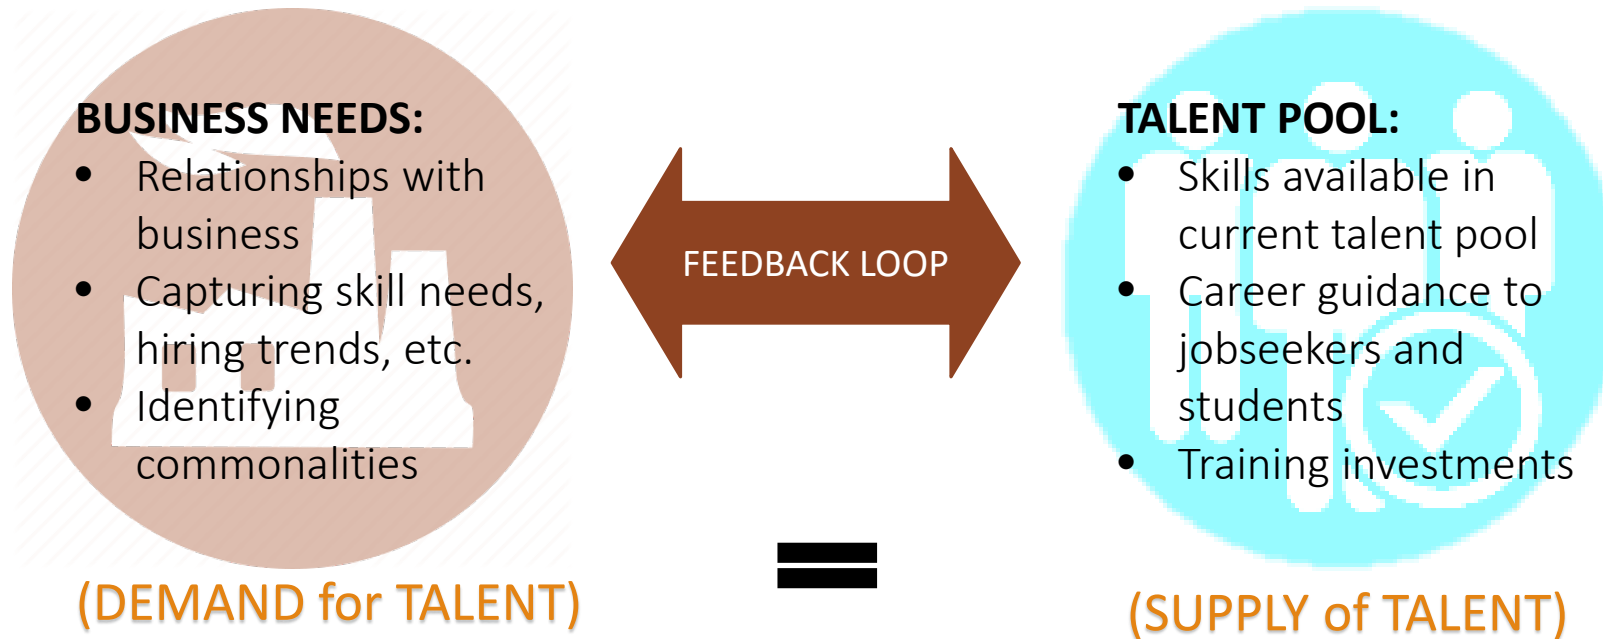 BUSINESS NEEDS:
• Relationships with
business
• Capturing skill needs,
hiring trends, etc.
• Identifying
commonalities
(DEMAND for TALENT)
FEEDBACK LOOP
=
TALENT POOL:
• Skills available in
current talent pool
• Career guidance to
jobseekers and
students
• Training investments
(SUPPLY of TALENT)